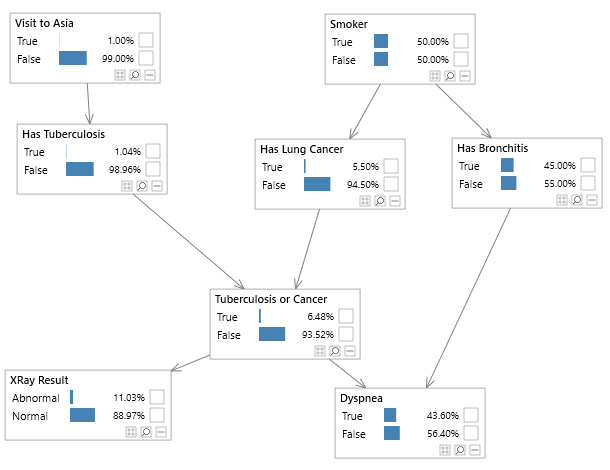 Visit to Asia
True 1.00%
False 99.00%
Smoker
True 50.00%
False 50.00%
Has Tuberculosis
True 1.04%
False 98.96%
Has Lung Cancer
True 5.50%
False 94.50%
Has Bronchitis
True 45.00%
False 55.00%
Tuberculosis or Cancer
True 6.48%
False 93.52%
XRay Result
Abnormal 11.03%
Normal 88.97%
Dyspnea
True 43.60%
False 56.40%